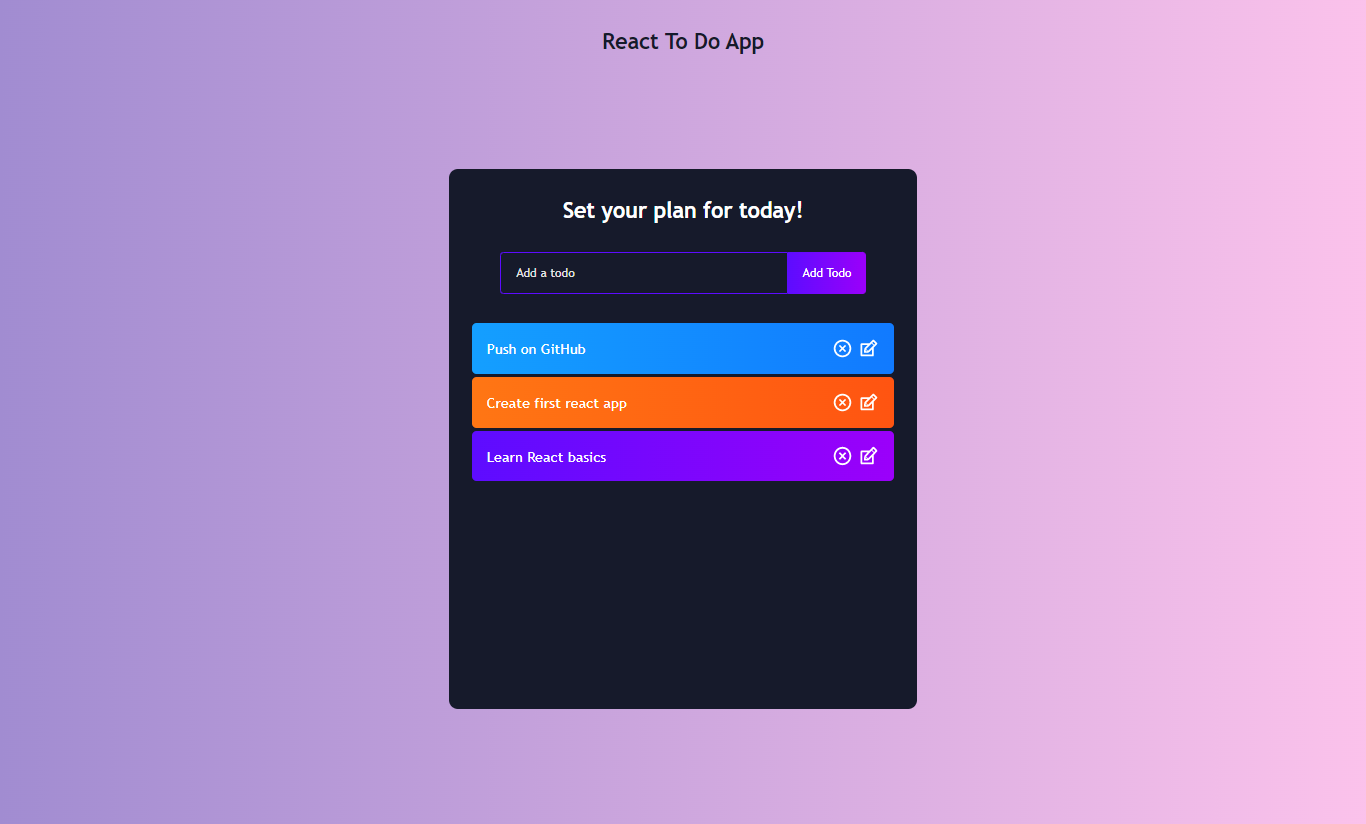 React To Do App
Set your plan for today!
Add a todo
Add Todo
Push on GitHub
Create first react app
Learn React basics